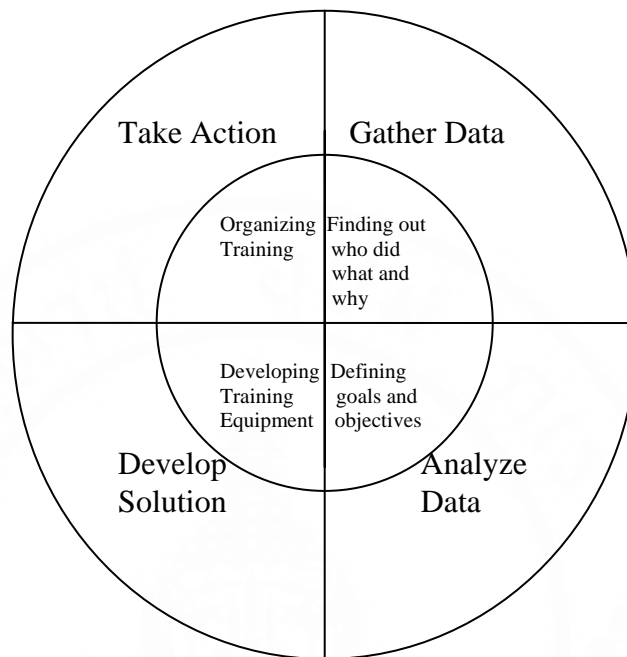 Take Action
Gather Data
Organizing
Training
Finding out
who did
what and
why
Developing
Training
Equipment
Defining
goals and
objectives
Develop
Solution
Analyze
Data